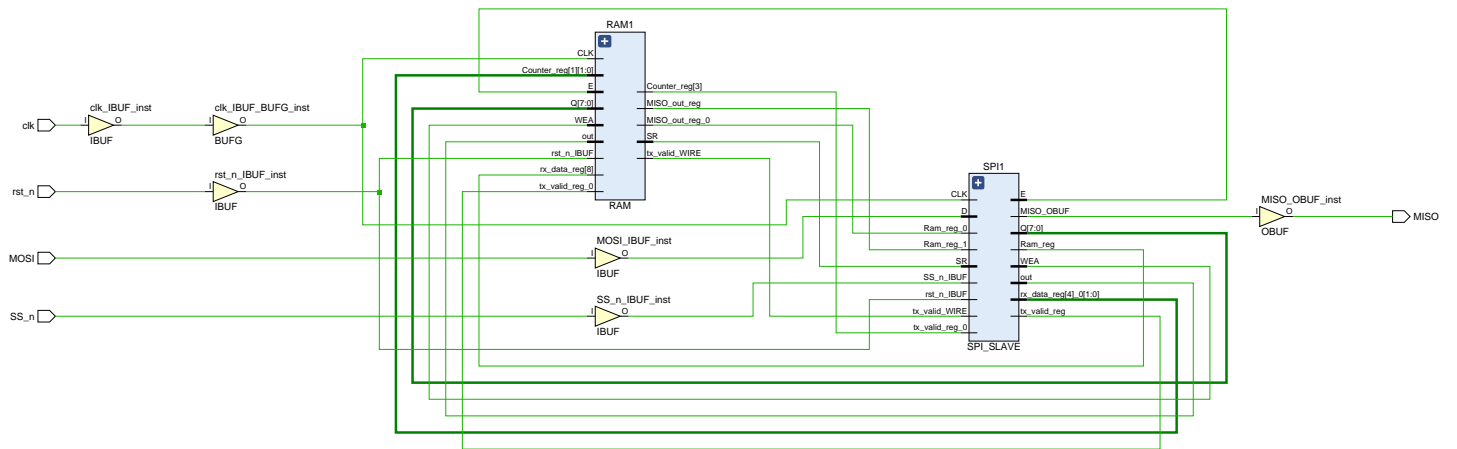 RAM1
CLK
Counter_reg[1][1:0]
E
Q[7:0]
WEA
out
rst_n_IBUF
rx_data_reg[8]
tx_valid_reg_0
Counter_reg[3]
MISO_out_reg
MISO_out_reg_0
SR
tx_valid_WIRE
RAM
clk
clk_IBUF_inst
I
O
IBUF
clk_IBUF_BUFG_inst
I
O
BUFG
rst_n
rst_n_IBUF_inst
I
O
IBUF
MOSI
MOSI_IBUF_inst
I
O
IBUF
SS_n
SS_n_IBUF_inst
I
O
IBUF
SPI1
CLK
D
Ram_reg_0
Ram_reg_1
SR
SS_n_IBUF
rst_n_IBUF
tx_valid_WIRE
tx_valid_reg_0
E
MISO_OBUF
Q[7:0]
Ram_reg
WEA
out
rx_data_reg[4]_0[1:0]
tx_valid_reg
SPI_SLAVE
MISO_OBUF_inst
I
O
OBUF
MISO